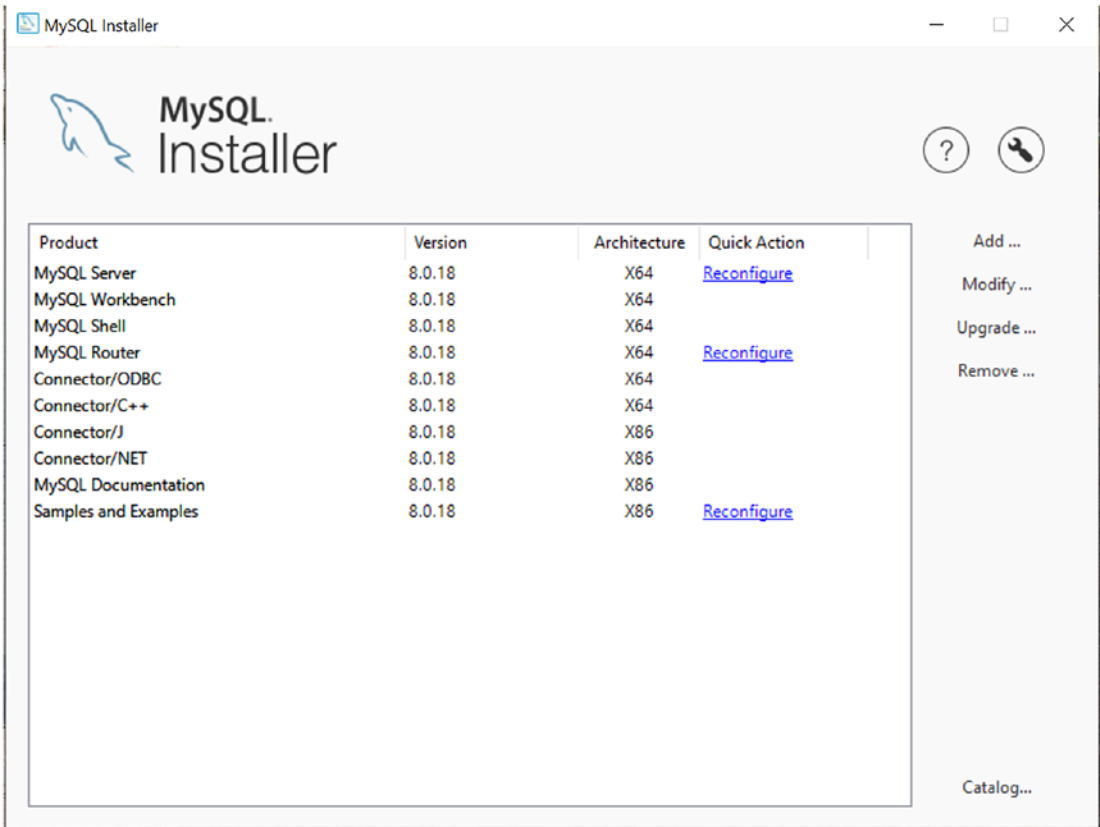 MySQL Installer
MySQL.
Installer
?
Product Version Architecture Quick Action
MySQL Server 8.0.18 X64 Reconfigure
MySQL Workbench 8.0.18 X64
MySQL Shell 8.0.18 X64
MySQL Router 8.0.18 X64 Reconfigure
Connector/ODBC 8.0.18 X64
Connector/C++ 8.0.18 X64
Connector/J 8.0.18 X86
Connector/NET 8.0.18 X86
MySQL Documentation 8.0.18 X86
Samples and Examples 8.0.18 X86 Reconfigure
Add ...
Modify ...
Upgrade ...
Remove ...
Catalog...